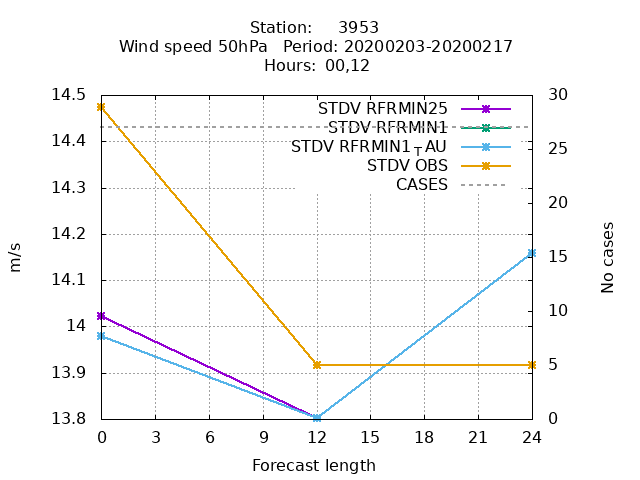 Station: 3953
Wind speed 50hPa Period: 20200203-20200217
Hours: 00,12
14.5
14.4
14.3
14.2
14.1
14
13.9
13.8
30
25
20
15
10
5
0
STDV RFRMIN25
STDV RFRMIN1
STDV RFRMIN1TAU
STDV OBS
CASES
m/s
No cases
0 3 6 9 12 15 18 21 24
Forecast length